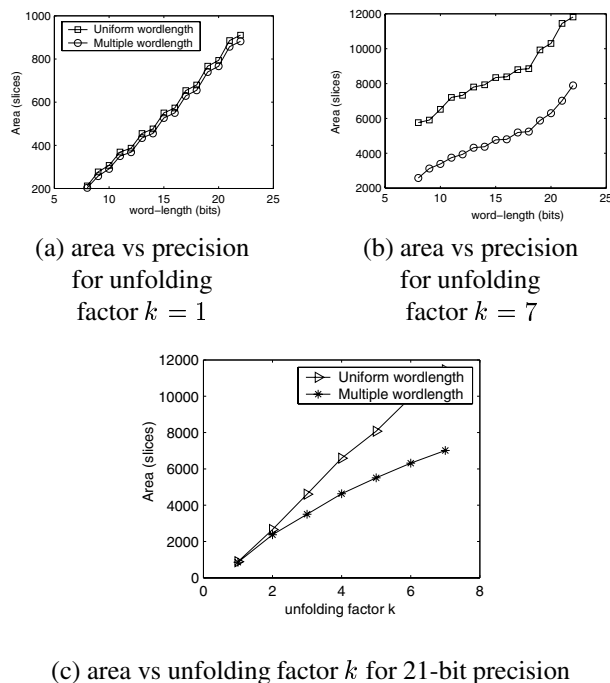 1000
800
600
400
200
Area (slices)
Uniform wordlength
Multiple wordlength
5 10 15 20 25
word−length (bits)
12000
10000
8000
6000
4000
2000
Area (slices)
5 10 15 20 25
word−length (bits)
(a) area vs precision
for unfolding
factor k = 1
(b) area vs precision
for unfolding
factor k = 7
12000
10000
8000
6000
4000
2000
0
Area (slices)
Uniform wordlength
Multiple wordlength
0 2 4 6 8
unfolding factor k
(c) area vs unfolding factor k for 21-bit precision